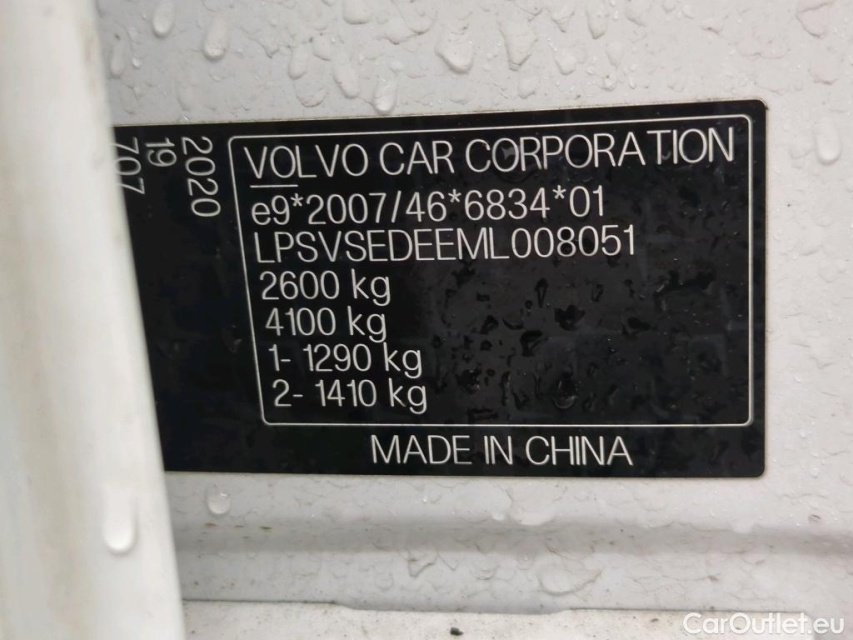 2020
19
707
VOLVO CAR CORPORATION
e9*2007/46*6834*01
LPSVSEDEEML008051
2600 kg
4100 kg
1- 1290 kg
2- 1410 kg
MADE IN CHINA
CarOutlet.eu